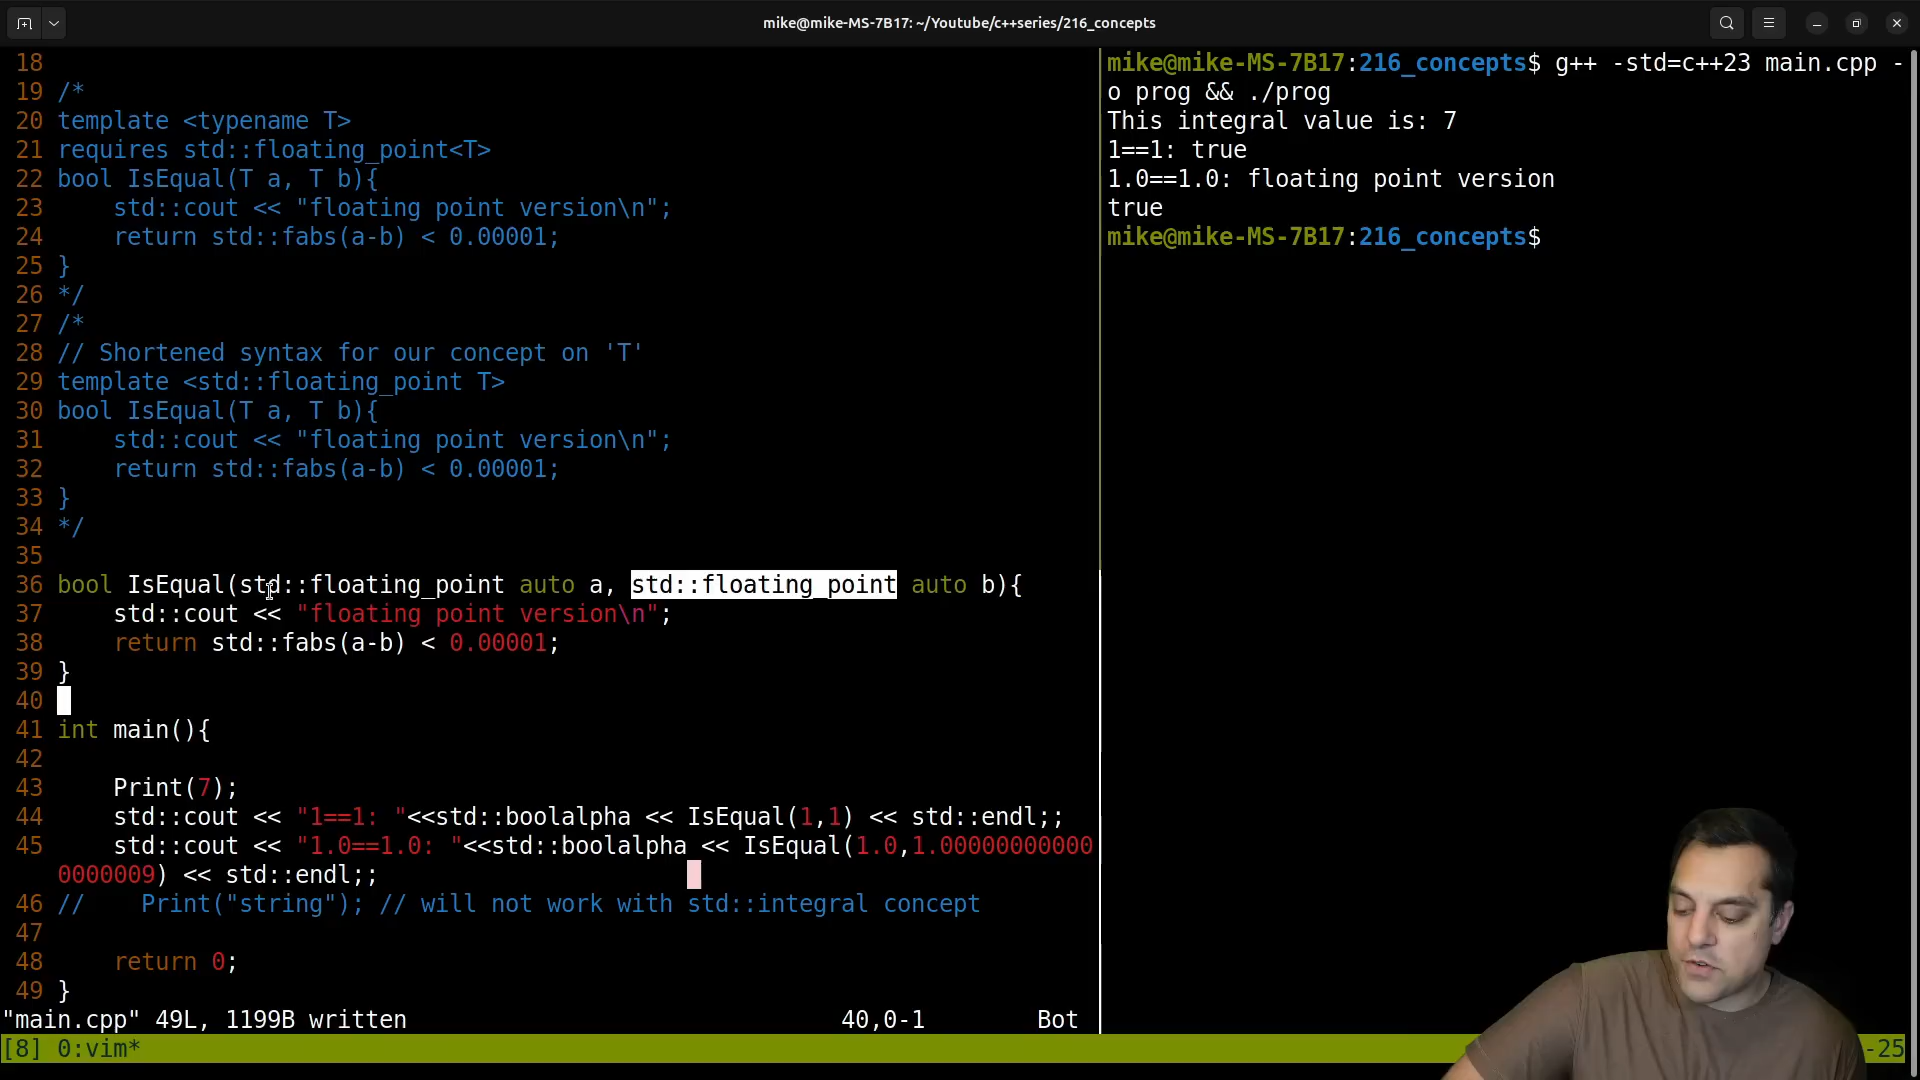 mike@mike-MS-7B17: ~/Youtube/c++series/216_concepts
18
19 /*
20 template <typename T>
21 requires std::floating_point<T>
22 bool IsEqual(T a, T b){
23     std::cout << "floating point version\n";
24     return std::fabs(a-b) < 0.00001;
25 }
26 */
27 /*
28 // Shortened syntax for our concept on 'T'
29 template <std::floating_point T>
30 bool IsEqual(T a, T b){
31     std::cout << "floating point version\n";
32     return std::fabs(a-b) < 0.00001;
33 }
34 */
35
36 bool IsEqual(std::floating_point auto a, std::floating_point auto b){
37     std::cout << "floating point version\n";
38     return std::fabs(a-b) < 0.00001;
39 }
40
41 int main(){
42
43     Print(7);
44     std::cout << "1==1: "<<std::boolalpha << IsEqual(1,1) << std::endl;;
45     std::cout << "1.0==1.0: "<<std::boolalpha << IsEqual(1.0,1.00000000000
0000009) << std::endl;;
46 //    Print("string"); // will not work with std::integral concept
47
48     return 0;
49 }
"main.cpp" 49L, 1199B written 40,0-1 Bot
[8] 0:vim* -25
mike@mike-MS-7B17:216_concepts$ g++ -std=c++23 main.cpp -
o prog && ./prog
This integral value is: 7
1==1: true
1.0==1.0: floating point version
true
mike@mike-MS-7B17:216_concepts$